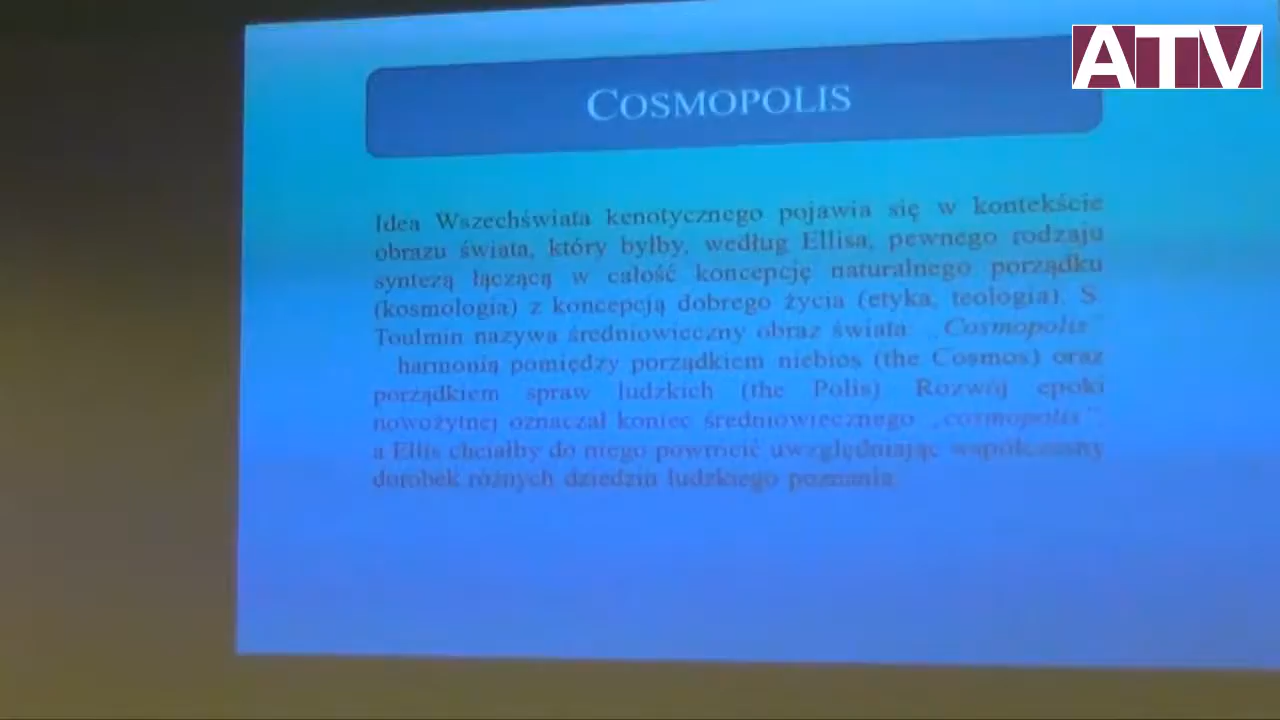 ATV
COSMOPOLIS
Idea Wszechświata kenotycznego pojawia się w kontekście
obrazu świata, który byłby, według Ellisa, pewnego rodzaju
syntezą łączącą w całość koncepcję naturalnego porządku
(kosmologia) z koncepcją dobrego życia (etyka, teologia). S.
Toulmin nazywa średniowieczny obraz świata: „Cosmopolis”
harmonią pomiędzy porządkiem niebios (the Cosmos) oraz
porządkiem spraw ludzkich (the Polis). Rozwój epoki
nowożytnej oznaczał koniec średniowiecznego „cosmopolis”,
a Ellis chciałby do niego powrócić uwzględniając współczesny
dorobek różnych dziedzin ludzkiego poznania.